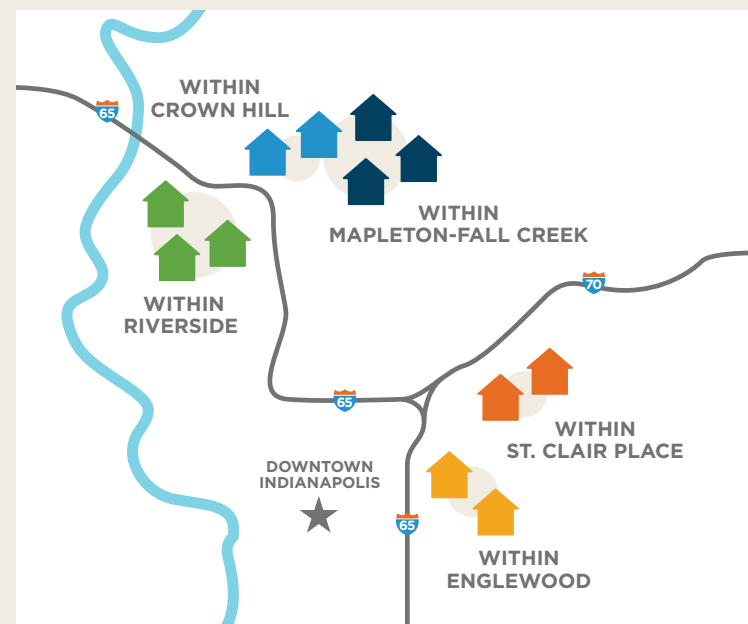 WITHIN
CROWN HILL
65
WITHIN
MAPLETON-FALL CREEK
70
WITHIN
RIVERSIDE
65
WITHIN
ST. CLAIR PLACE
DOWNTOWN
INDIANAPOLIS
65
WITHIN
ENGLEWOOD